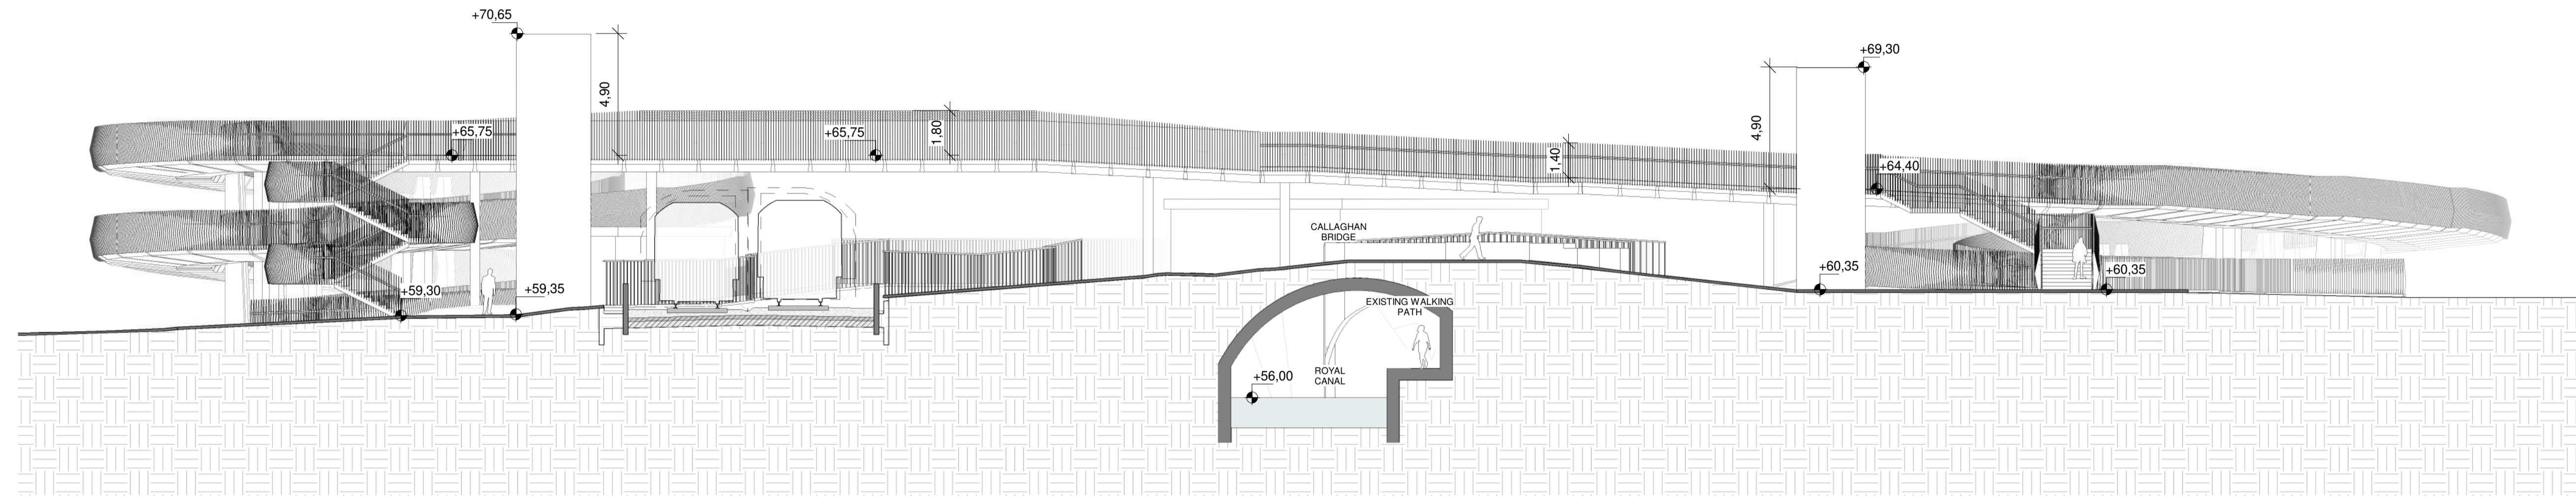 +70,65
+69,30
4,90
4,90
+65,75
+65,75
1,80
1,40
+64,40
CALLAGHAN
BRIDGE
+60,35
+60,35
+59,30
+59,35
EXISTING WALKING
PATH
ROYAL
CANAL
+56,00